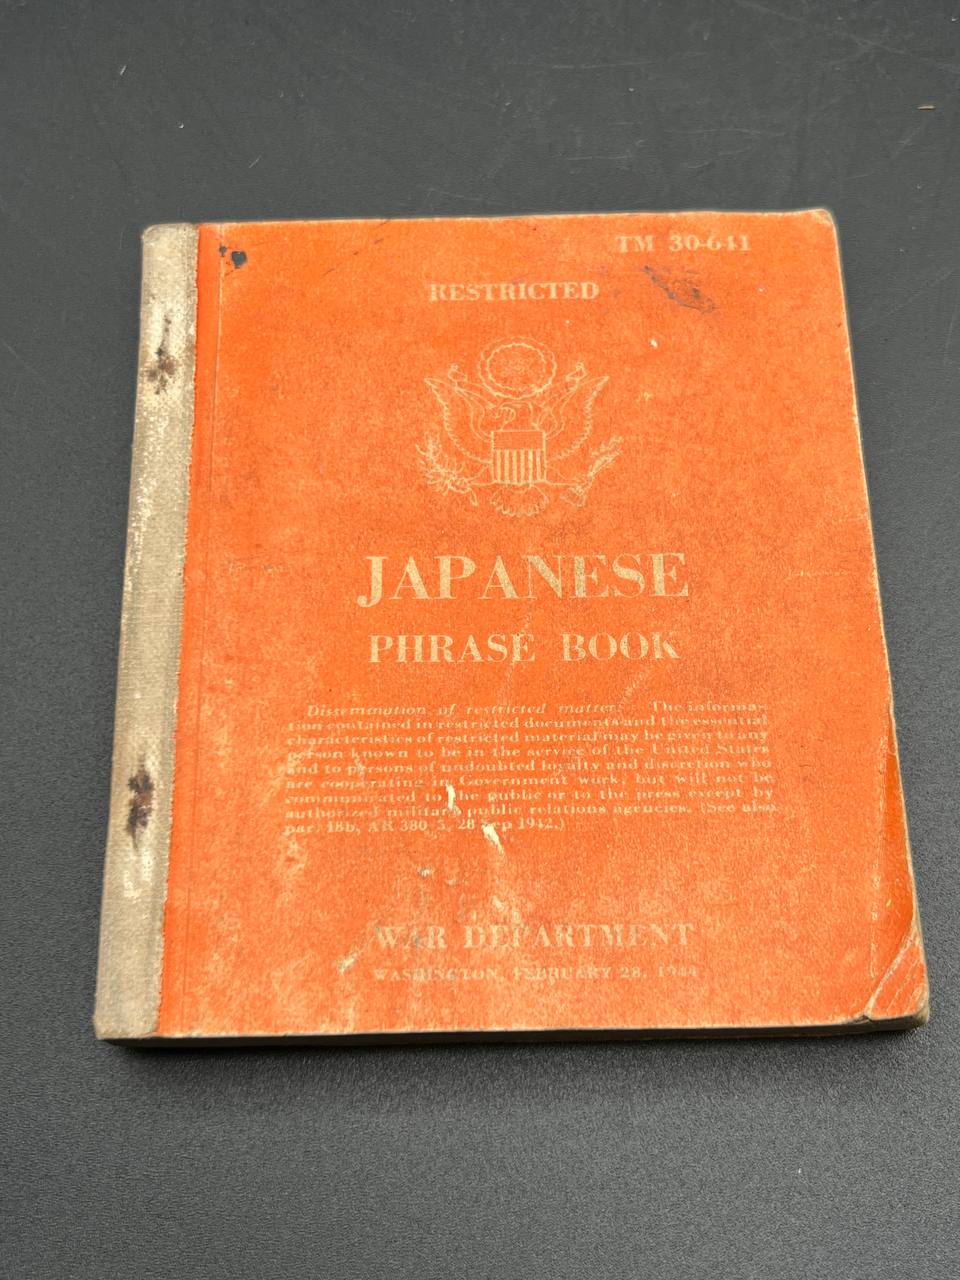 TM 30-641
RESTRICTED
JAPANESE
PHRASE BOOK
Dissemination of restricted matter.— The informa-
tion contained in restricted documents and the essential
characteristics of restricted material may be given to any
person known to be in the service of the United States
and to persons of undoubted loyalty and discretion who
are cooperating in Government work, but will not be
communicated to the public or to the press except by
authorized military public relations agencies. (See also
par. 18b, AR 380-5, 28 Sep 1942.)
WAR DEPARTMENT
WASHINGTON, FEBRUARY 28, 1944